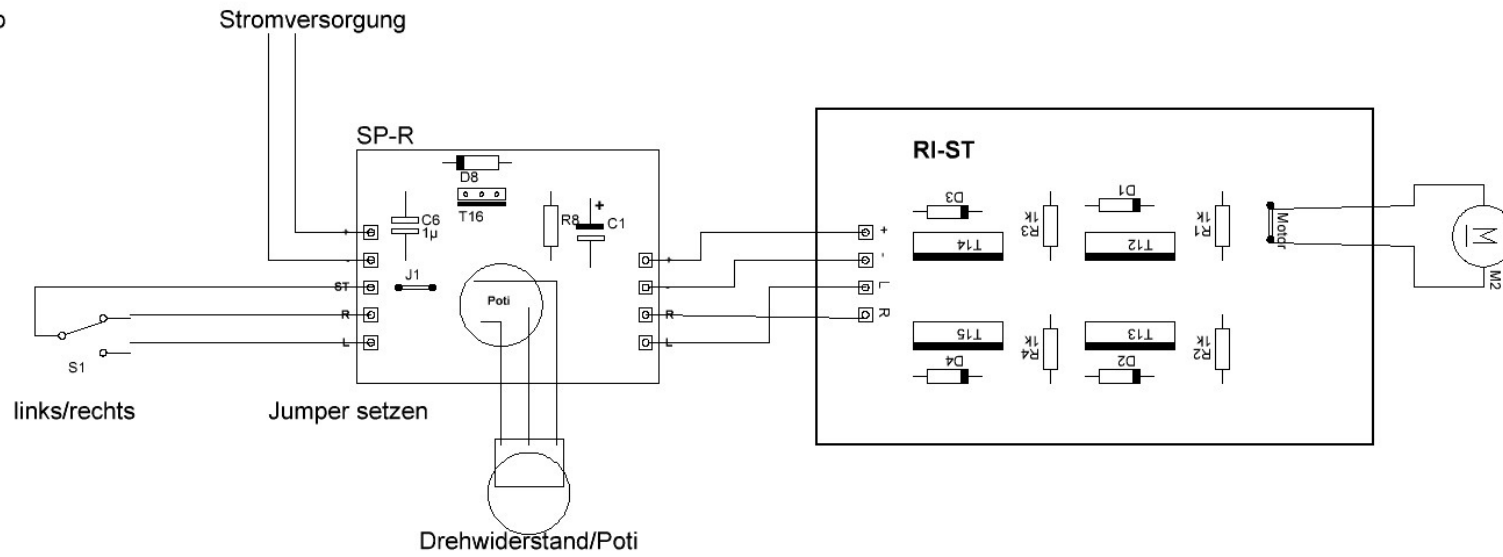 Stromversorgung
SP-R
D8
T16
C6
1µ
R8
+
C1
J1
Poti
+
-
ST
R
L
+
-
R
L
S1
links/rechts
Jumper setzen
Drehwiderstand/Poti
RI-ST
+
-
L
R
D3
T14
R3
1k
D1
T12
R1
1k
Motor
T15
D4
R4
1k
T13
D2
R2
1k
M
M2